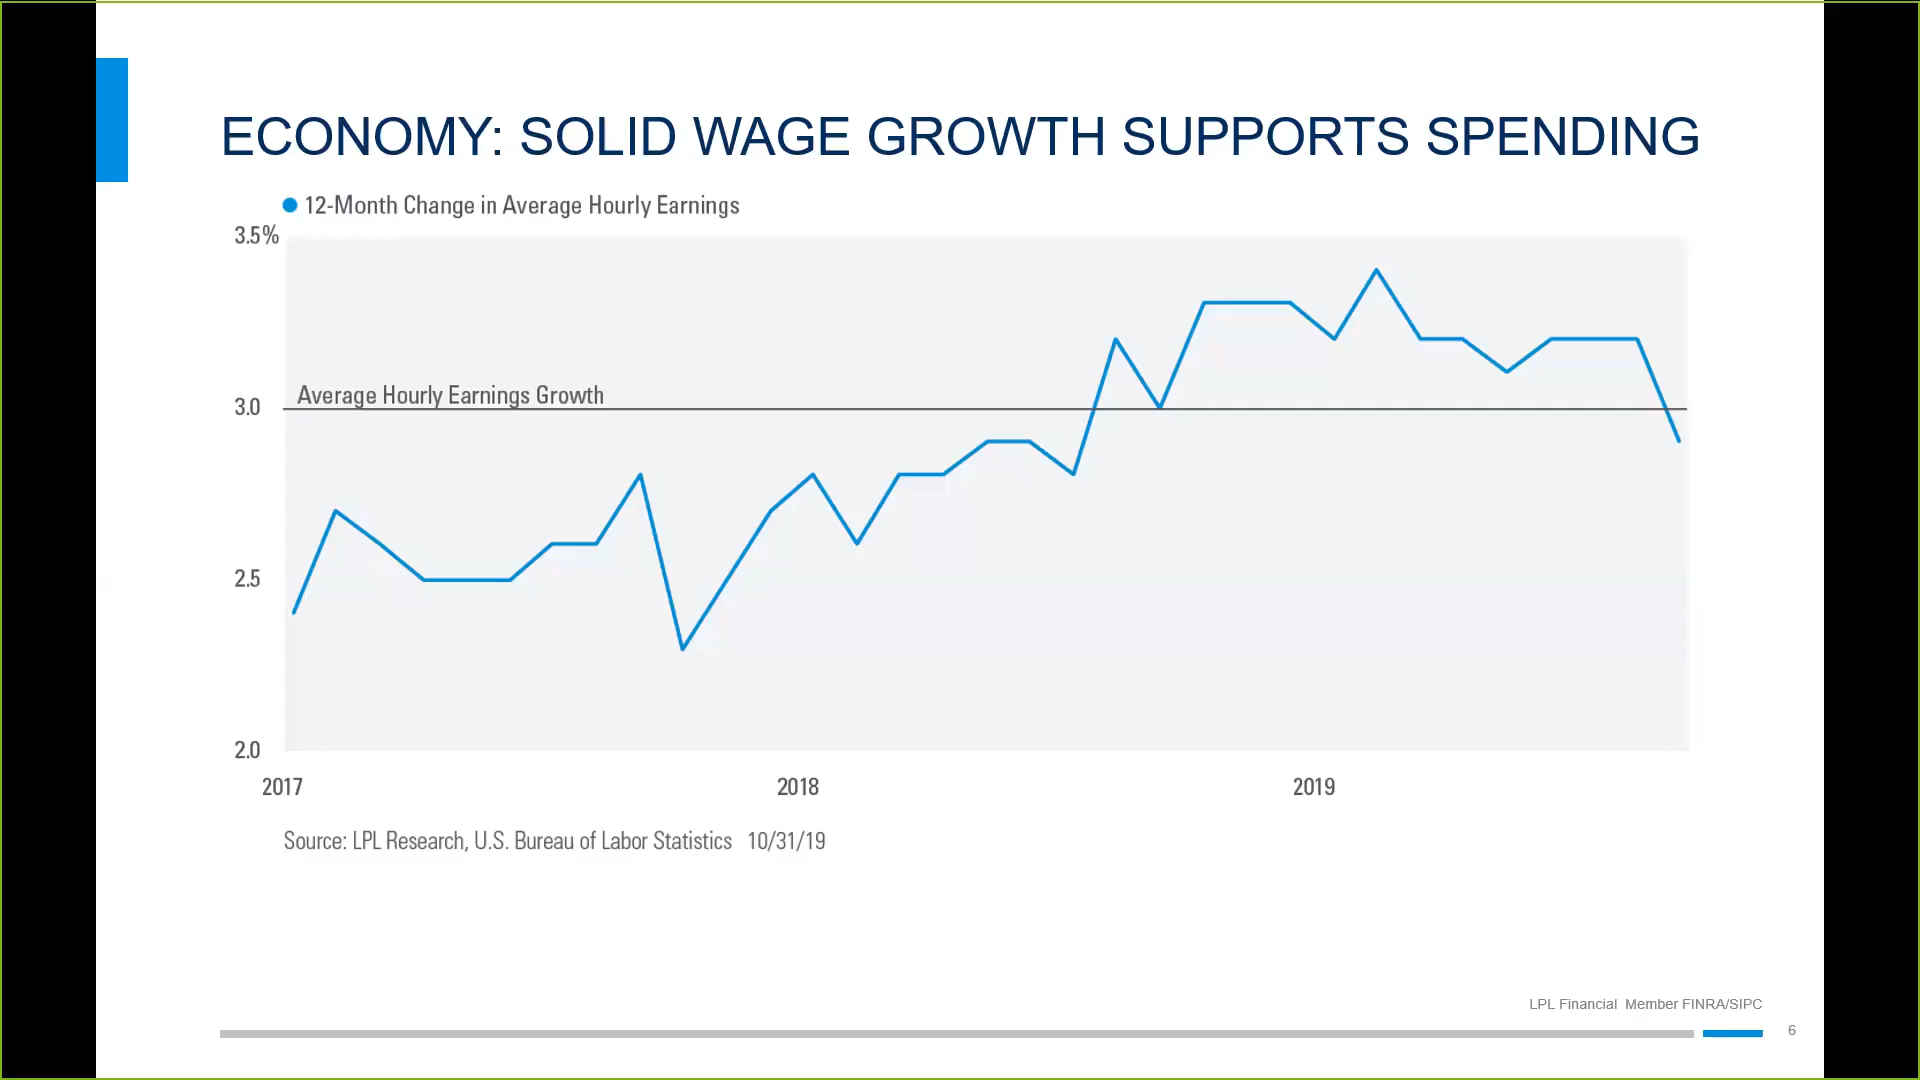 ECONOMY: SOLID WAGE GROWTH SUPPORTS SPENDING
12-Month Change in Average Hourly Earnings
3.5%
Average Hourly Earnings Growth
3.0
2.5
2.0
2017 2018 2019
Source: LPL Research, U.S. Bureau of Labor Statistics 10/31/19
LPL Financial Member FINRA/SIPC
6